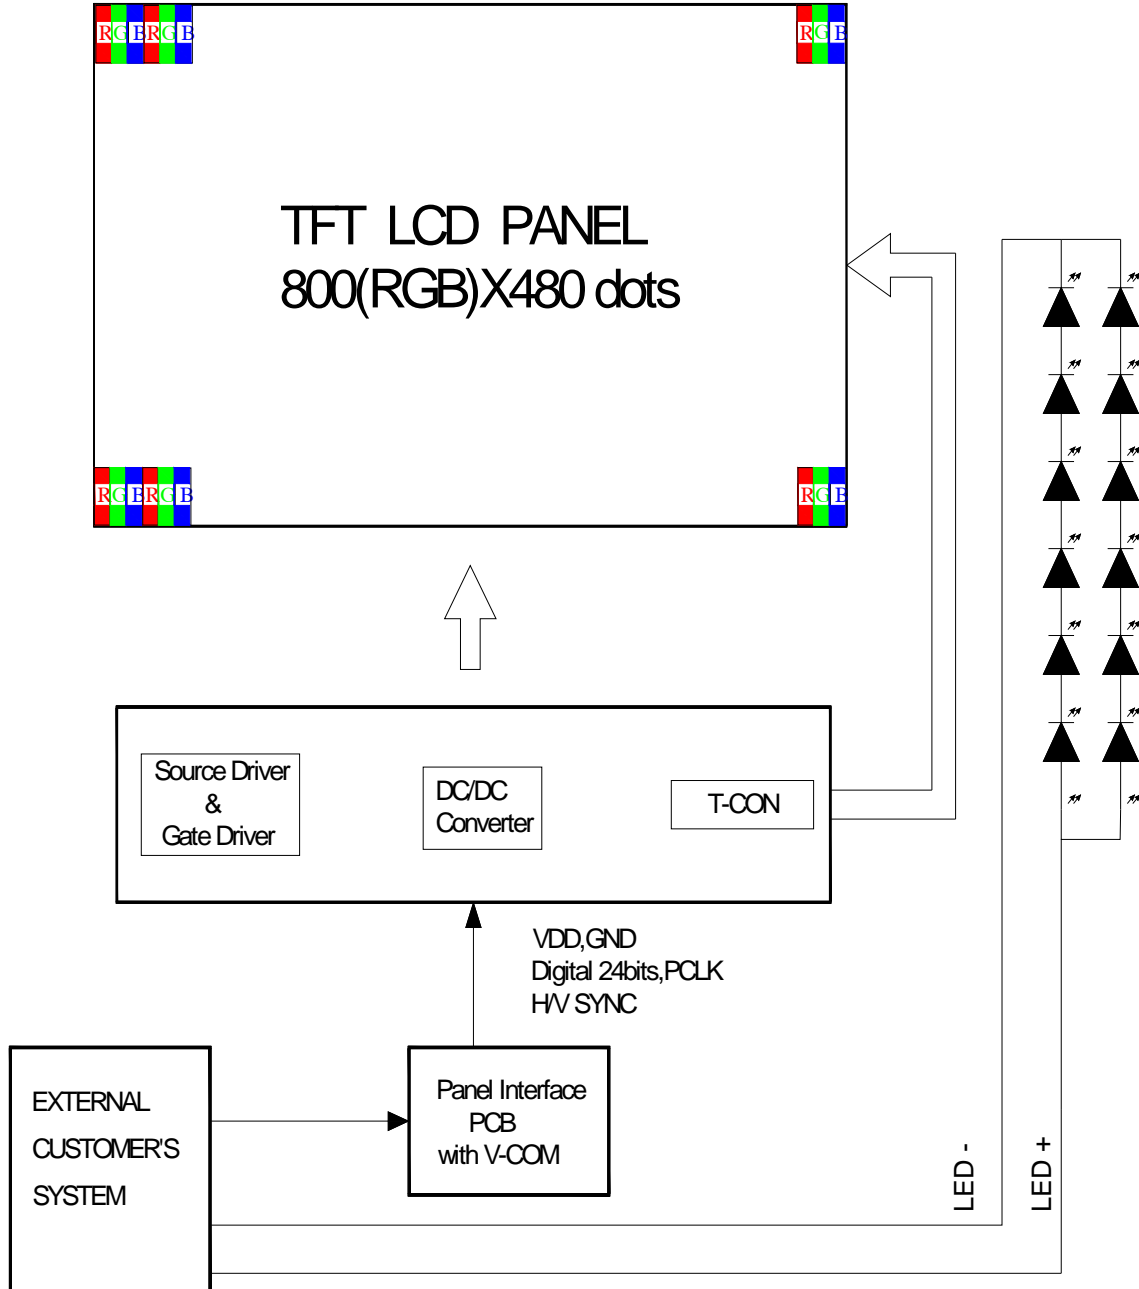 RGBRGB
RGB
TFT LCD PANEL
800(RGB)X480 dots
RGBRGB
RGB
Source Driver
&
Gate Driver
DC/DC
Converter
T-CON
VDD,GND
Digital 24bits,PCLK
H/V SYNC
EXTERNAL
CUSTOMER'S
SYSTEM
Panel Interface
PCB
with V-COM
LED -
LED +